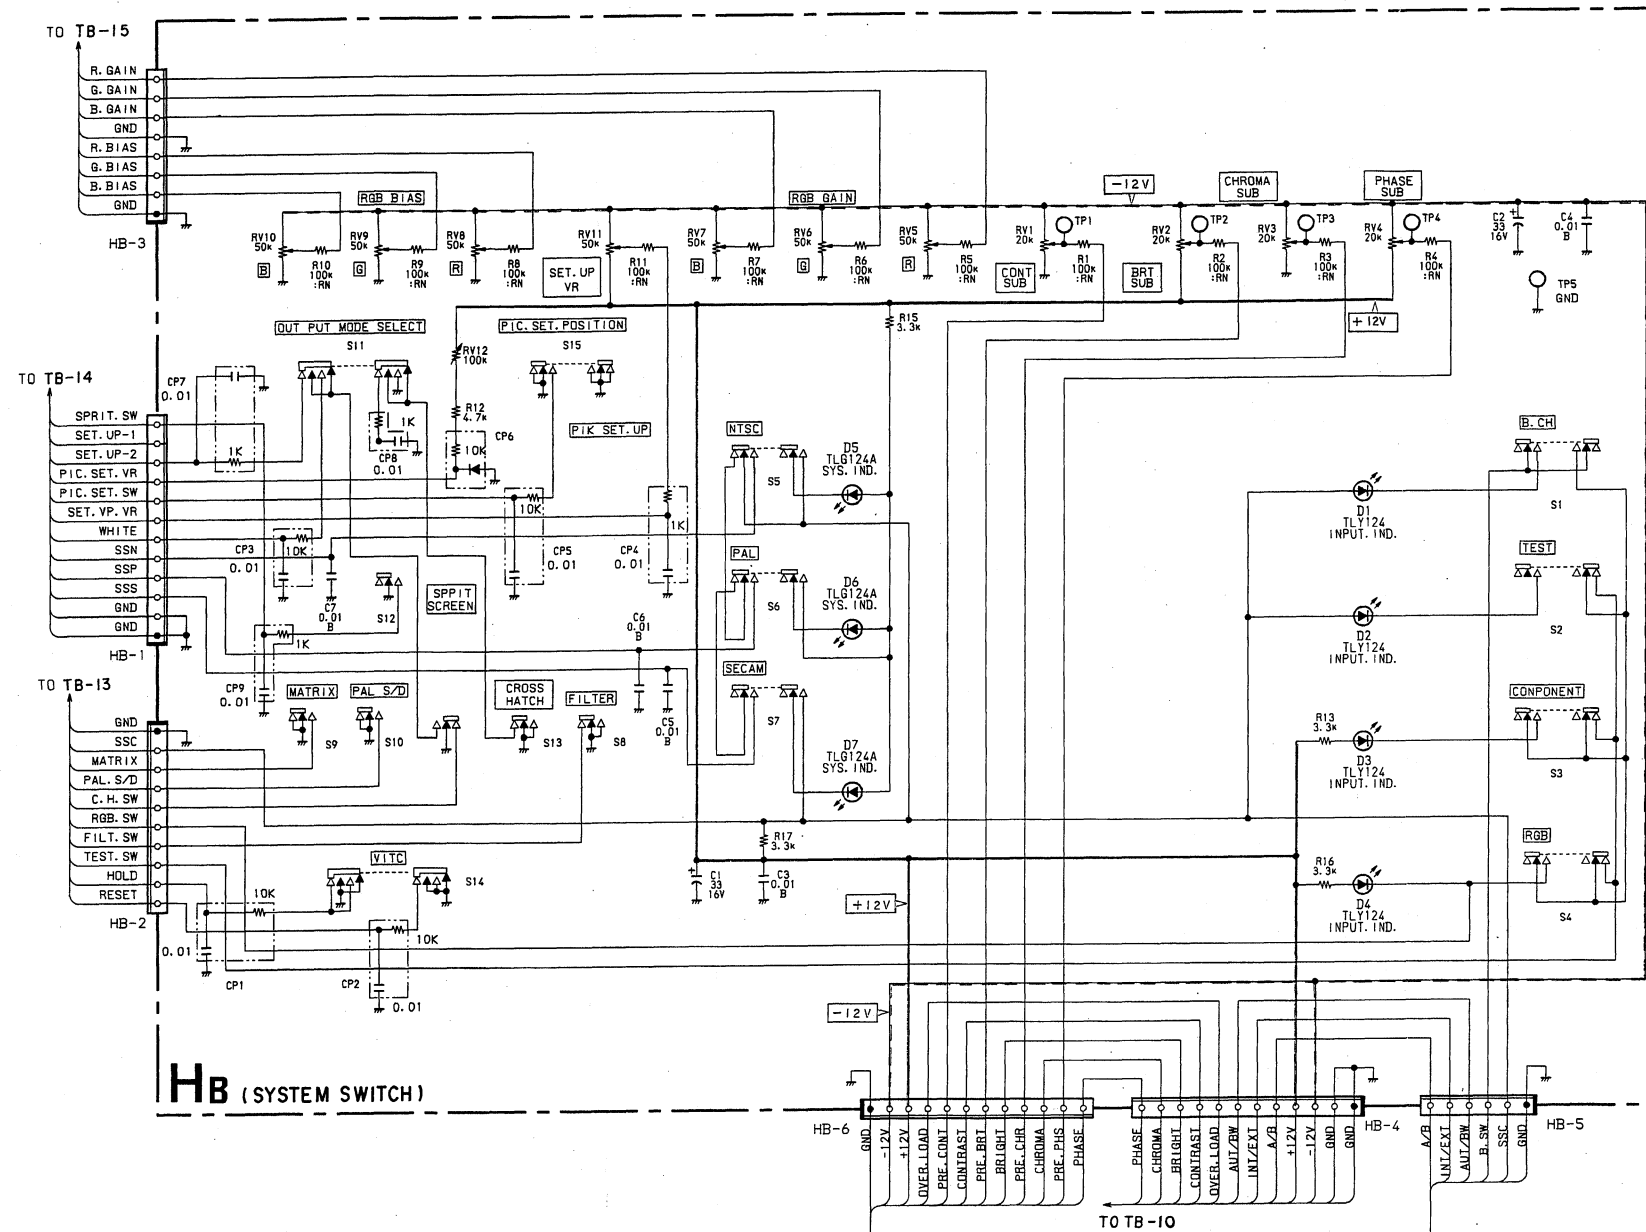 TO TB-15
R. GAIN
G. GAIN
B. GAIN
GND
R. BIAS
G. BIAS
B. BIAS
GND
HB-3
RGB BIAS
RGB GAIN
-12V
CHROMA
SUB
PHASE
SUB
RV10
50k
B
R10
100k
:RN
RV9
50k
G
R9
100k
:RN
RV8
50k
R
R8
100k
:RN
RV11
50k
SET. UP
VR
R11
100k
:RN
RV7
50k
B
R7
100k
:RN
RV6
50k
G
R6
100k
:RN
RV5
50k
R
R5
100k
:RN
RV1
20k
TP1
CONT
SUB
R1
100k
:RN
RV2
20k
TP2
BRT
SUB
R2
100k
:RN
RV3
20k
TP3
R3
100k
:RN
RV4
20k
TP4
R4
100k
:RN
C2
33
16V
C4
0.01
B
TP5
GND
+12V
R15
3.3k
OUT PUT MODE SELECT
S11
PIC. SET. POSITION
S15
RV12
100k
R12
4.7k
TO TB-14
CP7
0.01
SPRIT. SW
SET. UP-1
SET. UP-2
PIC. SET. VR
PIC. SET. SW
SET. VP. VR
WHITE
SSN
SSP
SSS
GND
GND
HB-1
1K
1K
CP8
0.01
10K
CP6
PIK SET. UP
10K
CP5
0.01
1K
CP4
0.01
CP3
0.01
10K
C7
0.01
B
S12
SPPIT
SCREEN
1K
CP9
0.01
C6
0.01
B
C5
0.01
B
NTSC
S5
D5
TLG124A
SYS. IND.
PAL
S6
D6
TLG124A
SYS. IND.
SECAM
S7
D7
TLG124A
SYS. IND.
B. CH
S1
D1
TLY124
INPUT. IND.
TEST
S2
D2
TLY124
INPUT. IND.
CONPONENT
S3
R13
3.3k
D3
TLY124
INPUT. IND.
RGB
S4
R16
3.3k
D4
TLY124
INPUT. IND.
TO TB-13
GND
SSC
MATRIX
PAL. S/D
C. H. SW
RGB. SW
FILT. SW
TEST. SW
HOLD
RESET
HB-2
MATRIX
S9
PAL S/D
S10
CROSS
HATCH
S13
FILTER
S8
VITC
S14
R17
3.3k
C1
33
16V
C3
0.01
B
+12V
10K
0.01
CP1
10K
CP2
0.01
-12V
HB (SYSTEM SWITCH)
HB-6
GND
-12V
+12V
OVER. LOAD
PRE. CONT
CONTRAST
PRE. BRT
BRIGHT
PRE. CHR
CHROMA
PRE. PHS
PHASE
PHASE
CHROMA
BRIGHT
CONTRAST
OVER. LOAD
AUT/BW
INT/EXT
A/B
+12V
-12V
GND
GND
HB-4
A/B
INT/EXT
AUT/BW
B. SW
SSC
GND
HB-5
TO TB-10